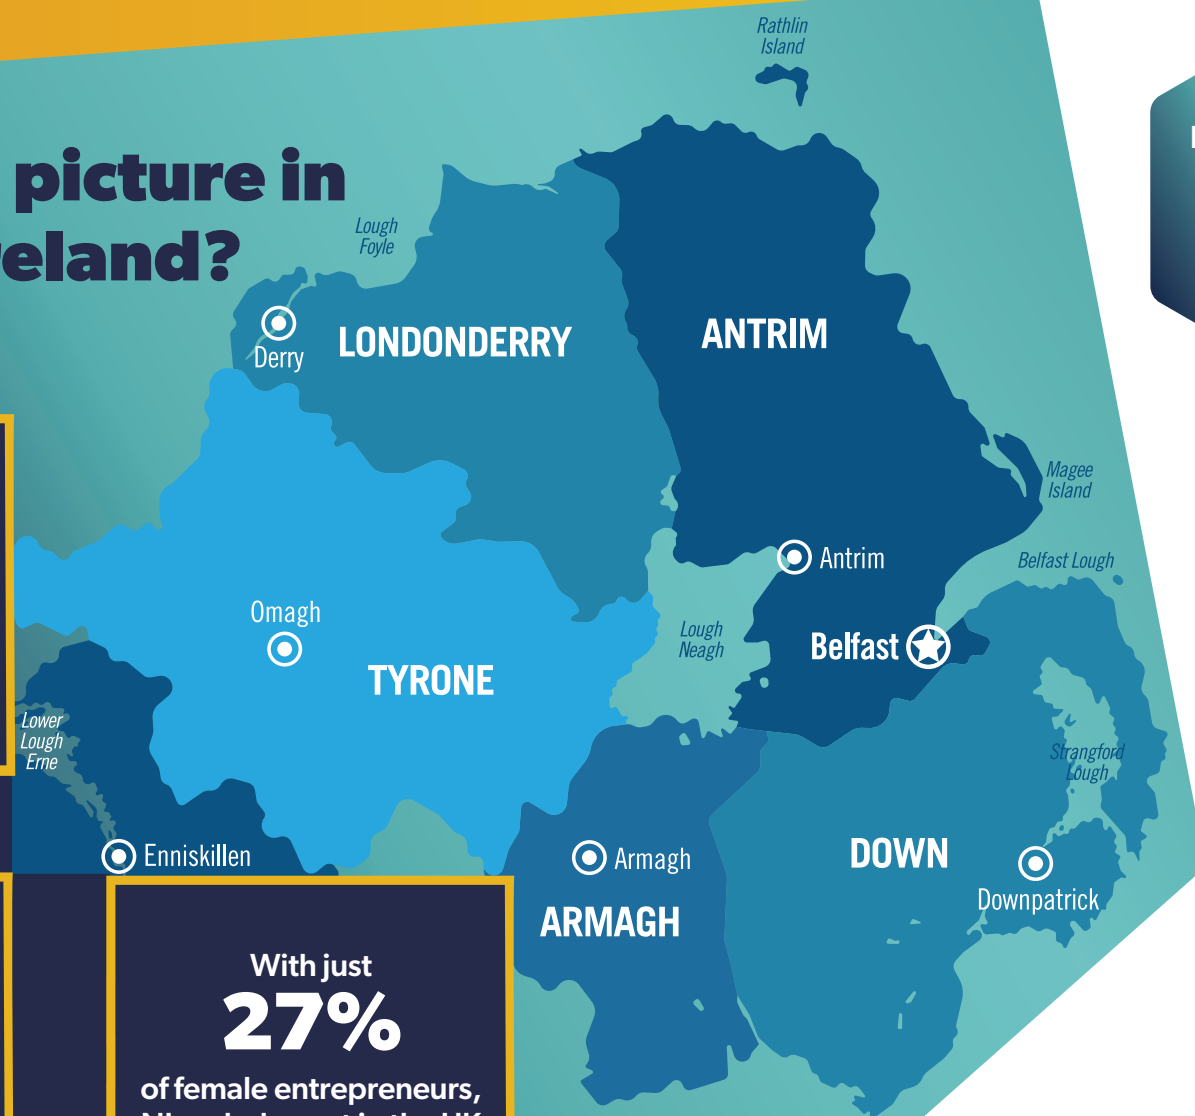 Rathlin
Island
picture in
eland?
Lough
Foyle
Derry
LONDONDERRY
ANTRIM
Magee
Island
Antrim
Belfast Lough
Omagh
Lough
Neagh
Belfast
TYRONE
Lower
Lough
Erne
Strangford
Lough
Enniskillen
Armagh
DOWN
Downpatrick
ARMAGH
With just
27%
of female entrepreneurs,